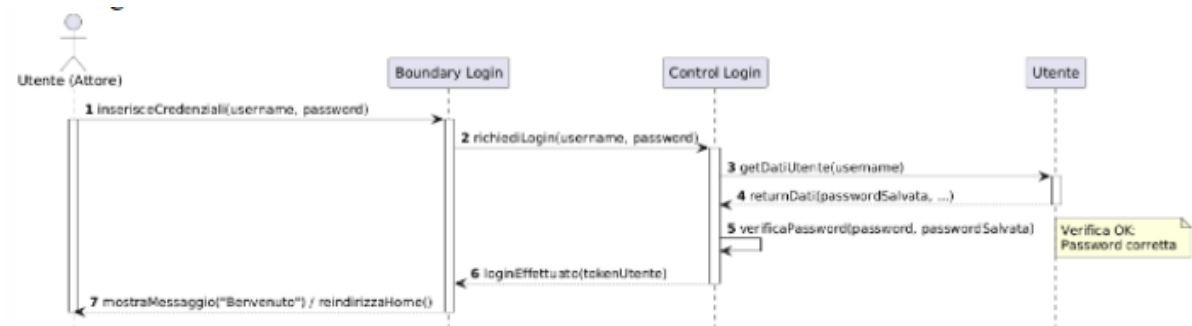 Utente (Attore)
Boundary Login
Control Login
Utente
1 inserisceCredenziali(username, password)
2 richiediLogin(username, password)
3 getDatiUtente(username)
4 returnDati(passwordSalvata, ...)
5 verificaPassword(password, passwordSalvata)
Verifica OK:
Password corretta
6 loginEffettuato(tokenUtente)
7 mostraMessaggio("Benvenuto") / reindirizzaHome()